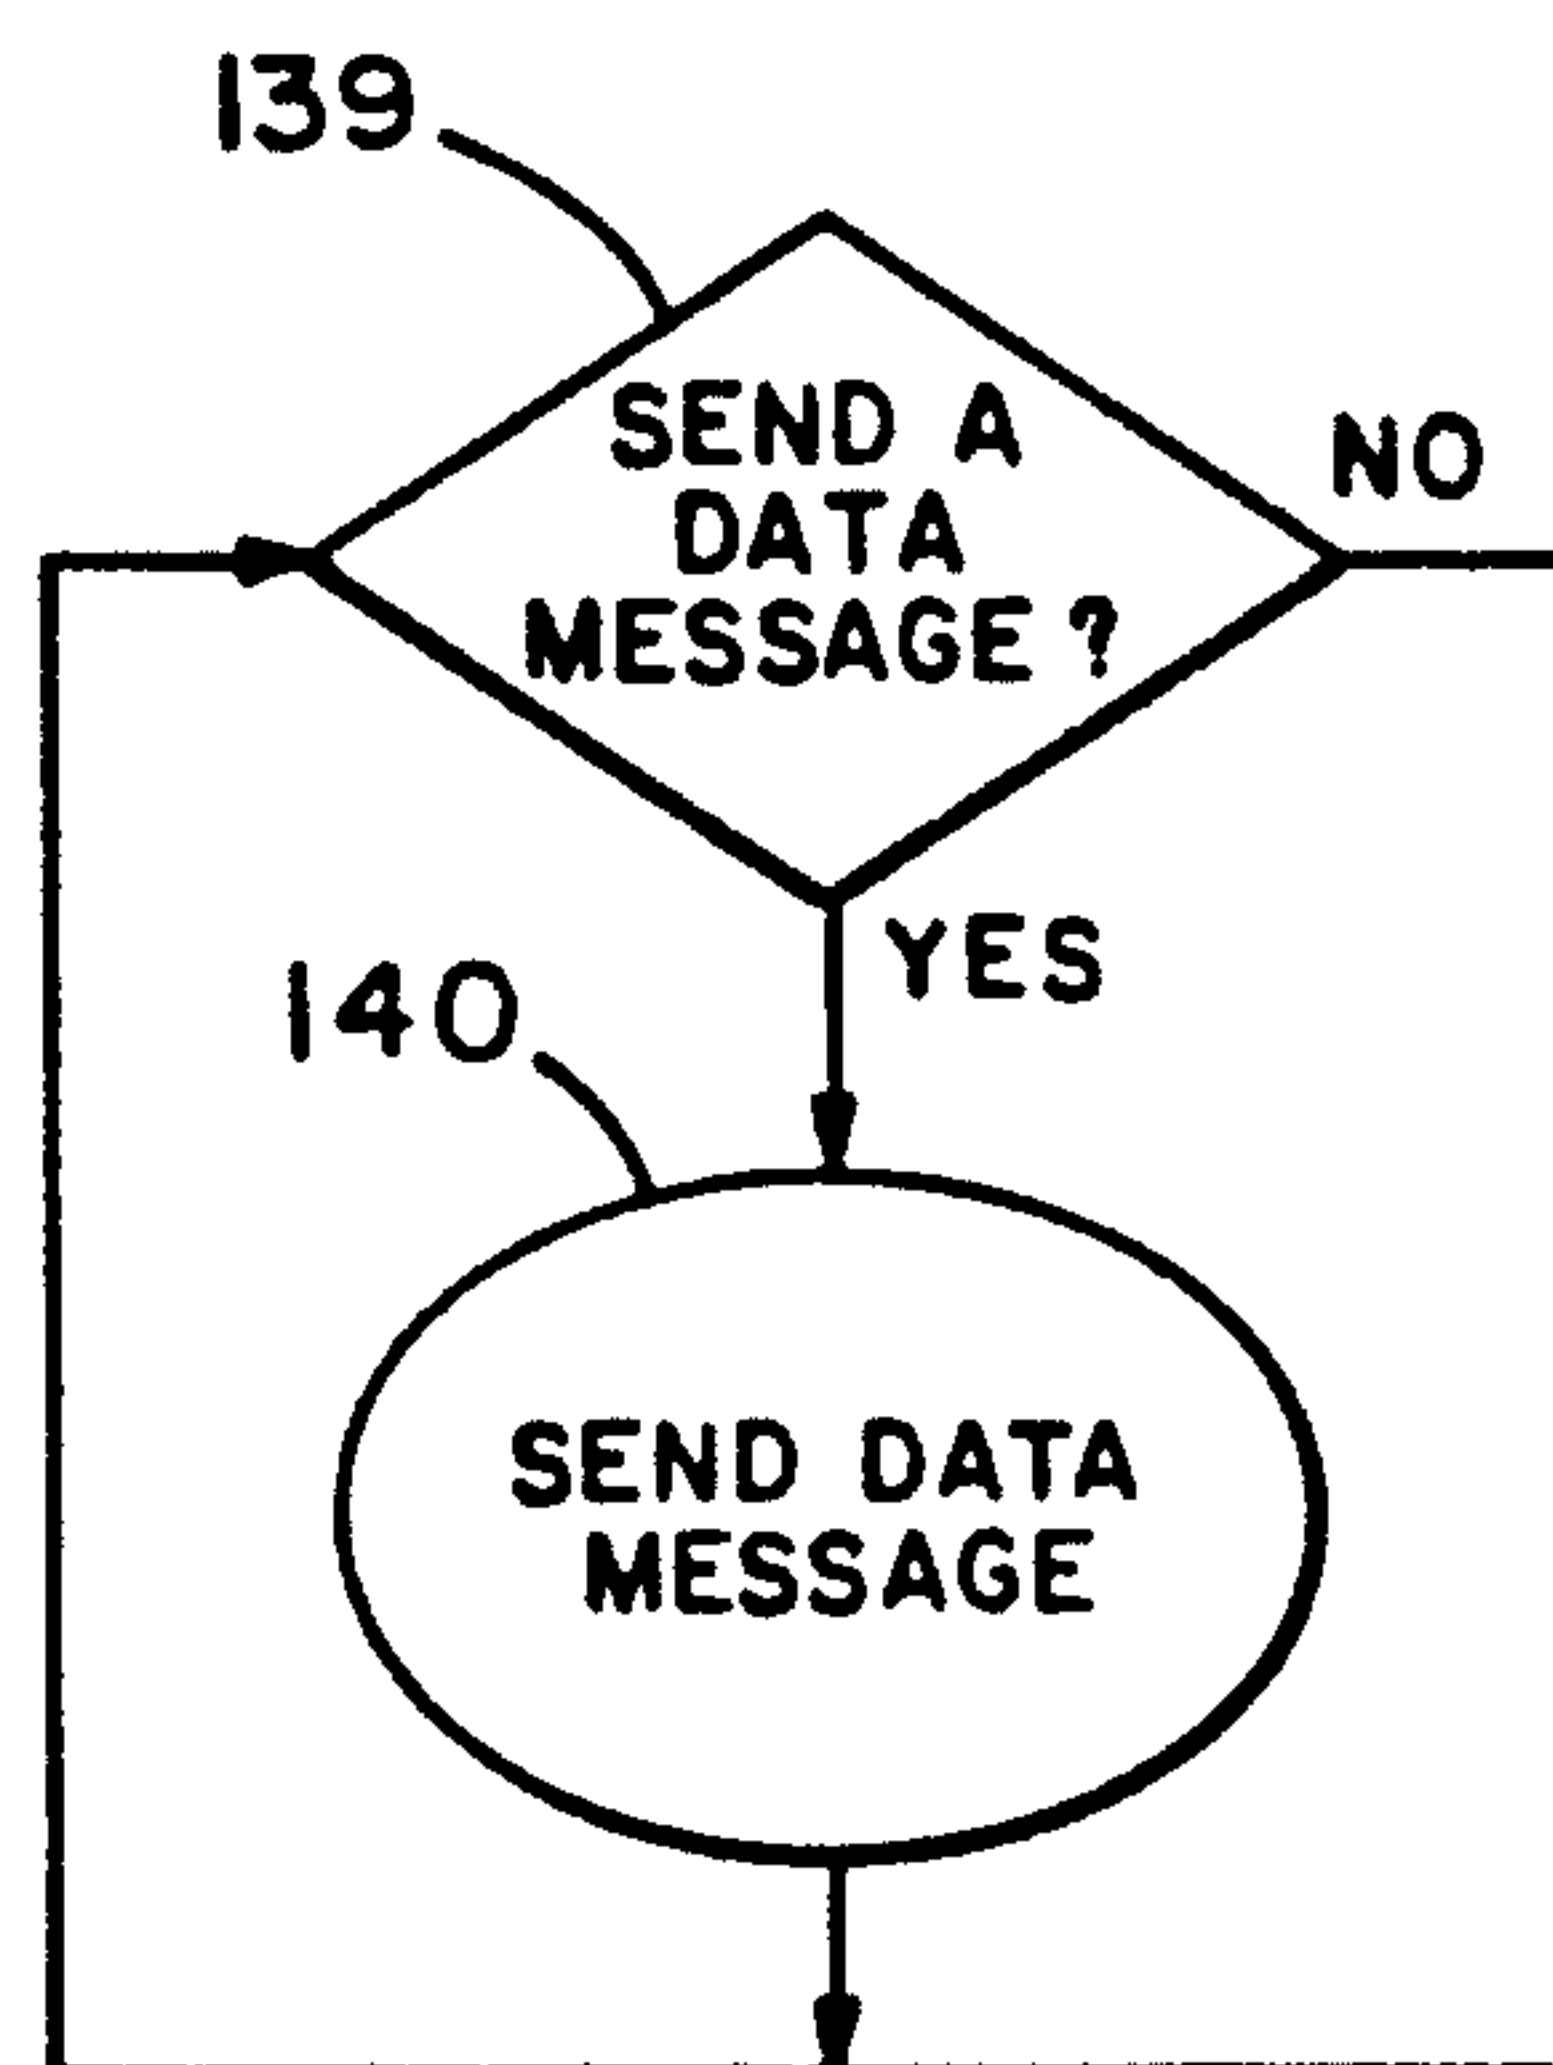 139
SEND A
DATA
MESSAGE ?
NO
YES
140
SEND DATA
MESSAGE